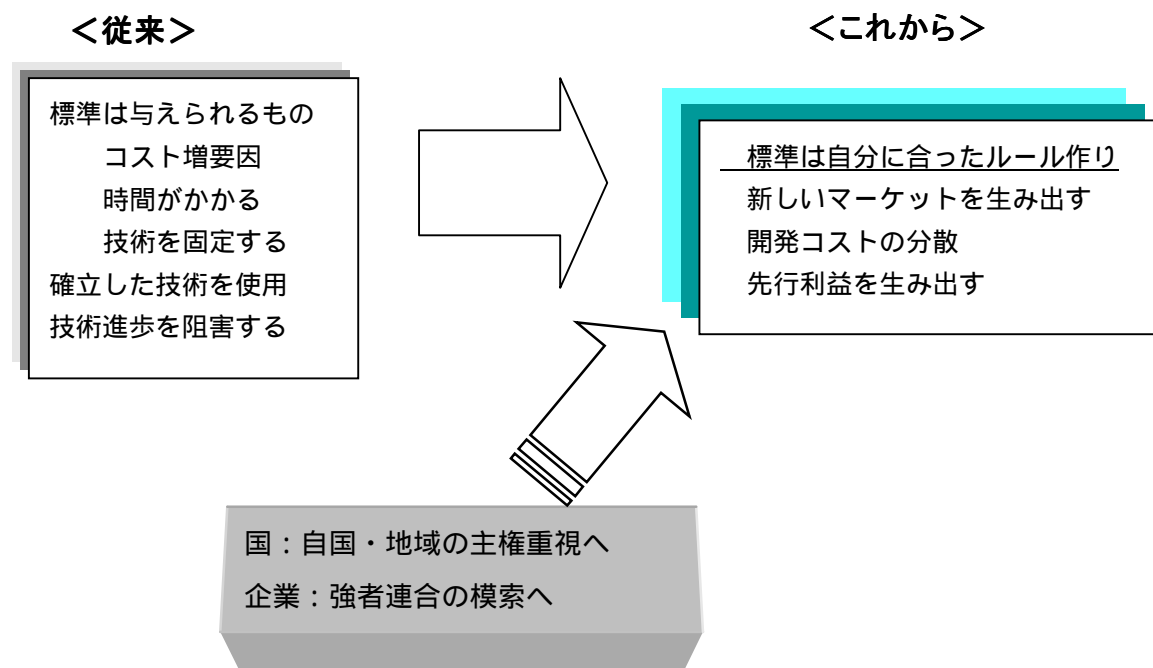 ＜従来＞
標準は与えられるもの
コスト増要因
時間がかかる
技術を固定する
確立した技術を使用
技術進歩を阻害する
＜これから＞
標準は自分に合ったルール作り
新しいマーケットを生み出す
開発コストの分散
先行利益を生み出す
国：自国・地域の主権重視へ
企業：強者連合の模索へ